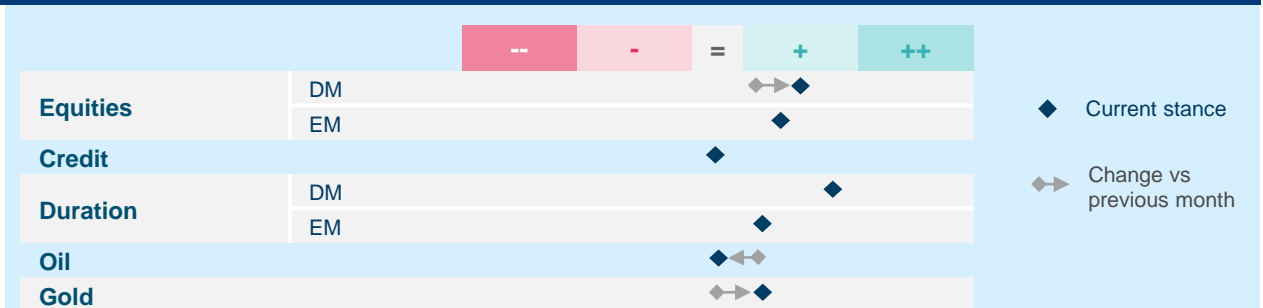 -- - = + ++
Equities
DM
EM
Credit
Duration
DM
EM
Oil
Gold
Current stance
Change vs
previous month